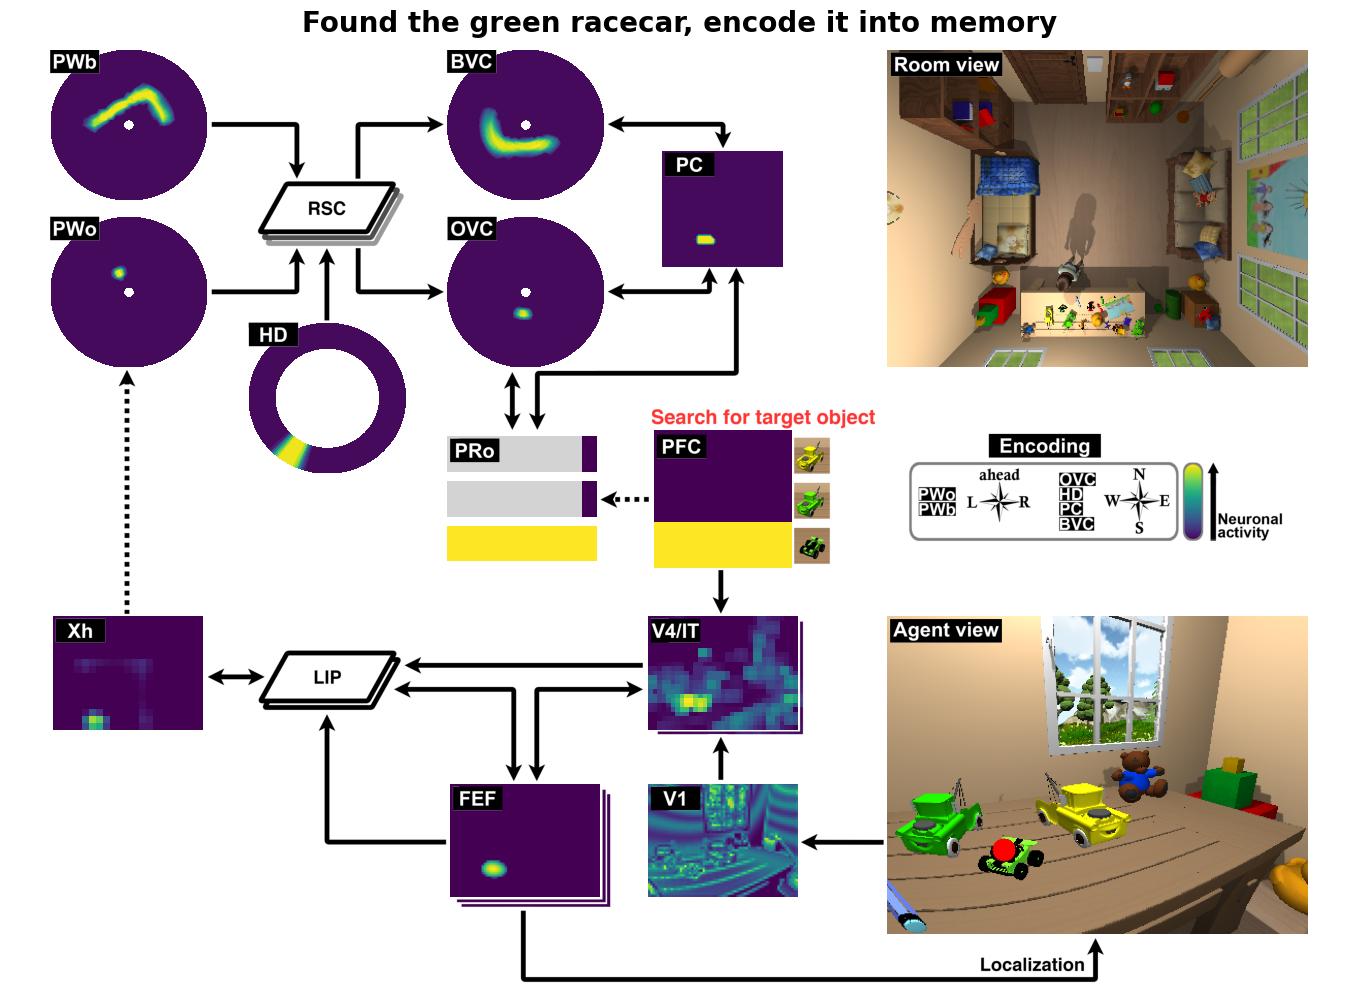 Found the green racecar, encode it into memory
PWb
BVC
Room view
PC
RSC
PWo
OVC
HD
Search for target object
PRo
PFC
Encoding
ahead
L
R
PWo
PWb
OVC
HD
PC
BVC
N
W
E
S
Neuronal
activity
Xh
LIP
V4/IT
Agent view
FEF
V1
Localization